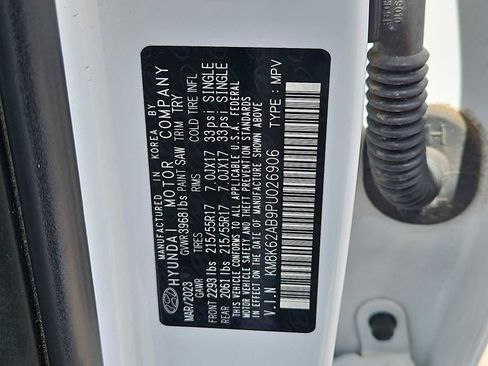 HYUNDAI MOTOR COMPANY
MANUFACTURED IN KOREA BY
MAR/2023 GVWR 3968 lbs PAINT SAW TRIM TRY
GAWR TIRES RIMS COLD TIRE INFL
FRONT 2293 lbs 215/55R17 7.0JX17 33psi SINGLE
REAR 2061 lbs 215/55R17 7.0JX17 33psi SINGLE
THIS VEHICLE CONFORMS TO ALL APPLICABLE U.S.A. FEDERAL
MOTOR VEHICLE SAFETY AND THEFT PREVENTION STANDARDS
IN EFFECT ON THE DATE OF MANUFACTURE SHOWN ABOVE.
V.I.N KM8K62AB9PU026906 TYPE : MPV